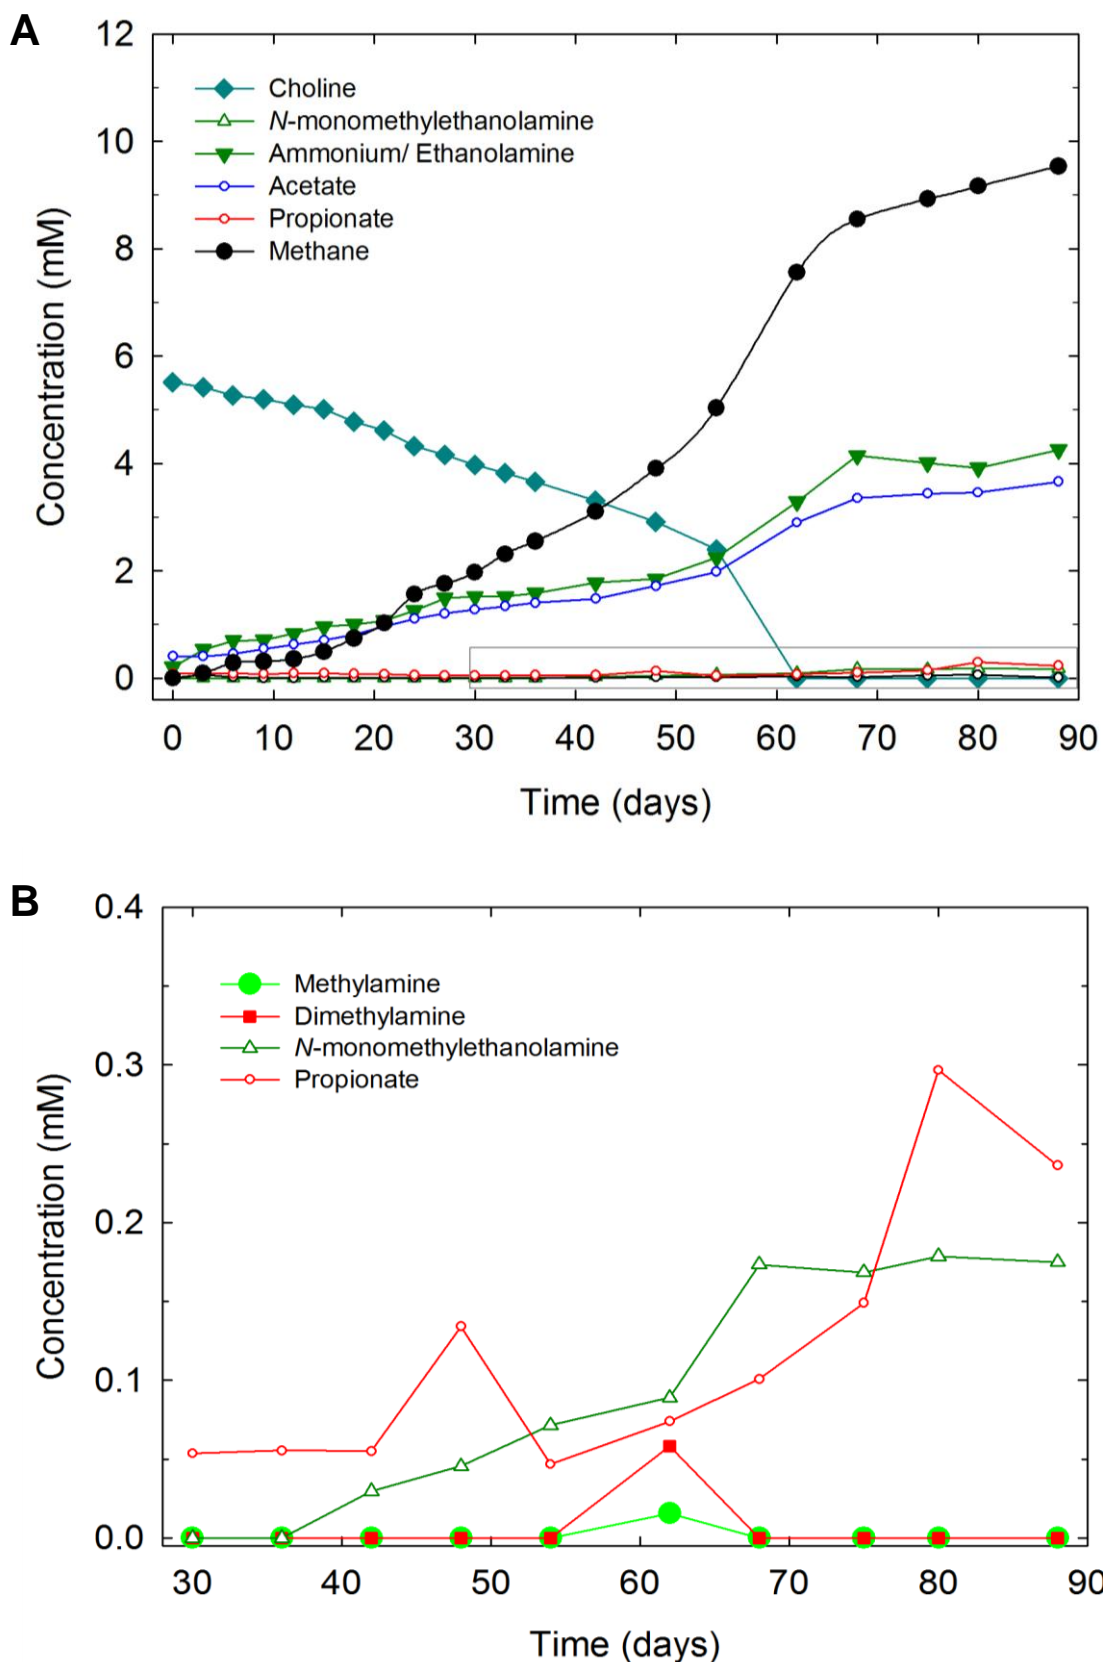 A
12
10
8
6
4
2
0
Concentration (mM)
Choline
N-monomethylethanolamine
Ammonium/ Ethanolamine
Acetate
Propionate
Methane
0 10 20 30 40 50 60 70 80 90
Time (days)
B
0.4
0.3
0.2
0.1
0.0
Concentration (mM)
Methylamine
Dimethylamine
N-monomethylethanolamine
Propionate
30 40 50 60 70 80 90
Time (days)